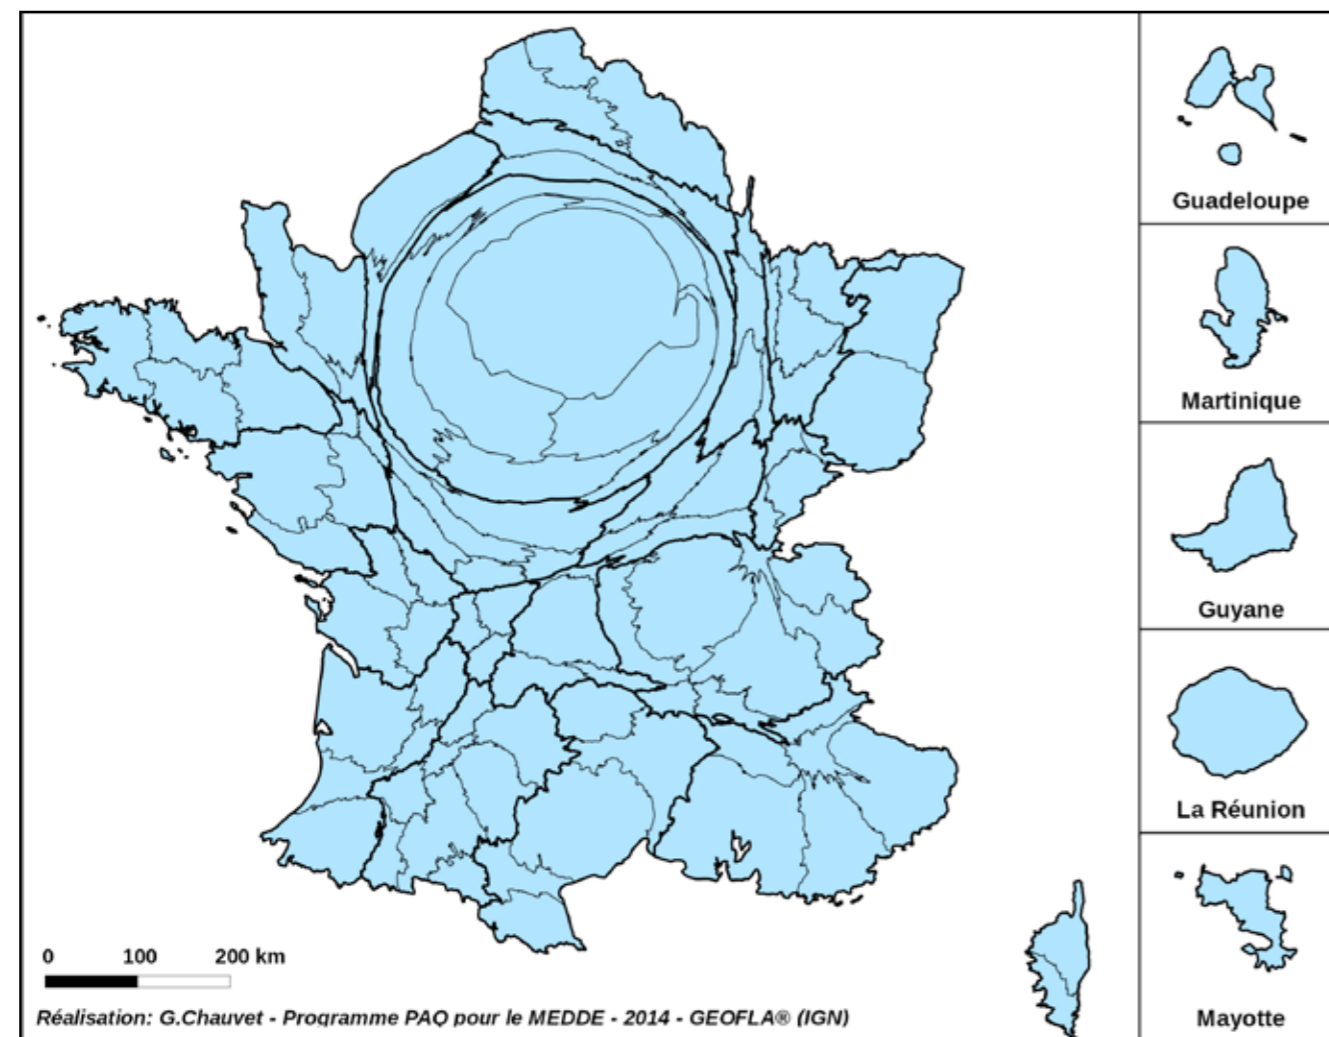 Guadeloupe
Martinique
Guyane
La Réunion
Mayotte
0 100 200 km
Réalisation: G.Chauvet - Programme PAQ pour le MEDDE - 2014 - GEOFLA® (IGN)